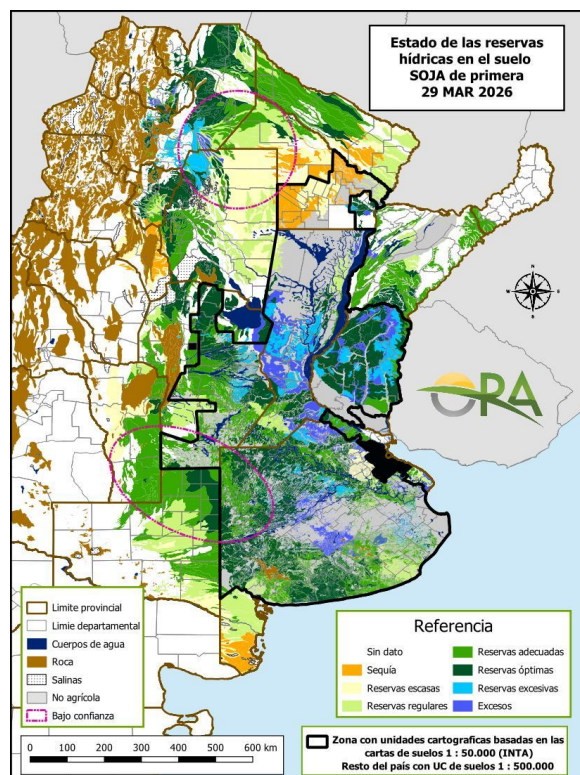 Estado de las reservas
hídricas en el suelo
SOJA de primera
29 MAR 2026
N
W
E
S
ORA
Limite provincial
Limie departamental
Cuerpos de agua
Roca
Salinas
No agrícola
Bajo confianza
0 100 200 300 400 500 600 km
Referencia
Sin dato
Sequía
Reservas escasas
Reservas regulares
Reservas adecuadas
Reservas óptimas
Reservas excesivas
Excesos
Zona con unidades cartograficas basadas en las
cartas de suelos 1 : 50.000 (INTA)
Resto del país con UC de suelos 1 : 500.000